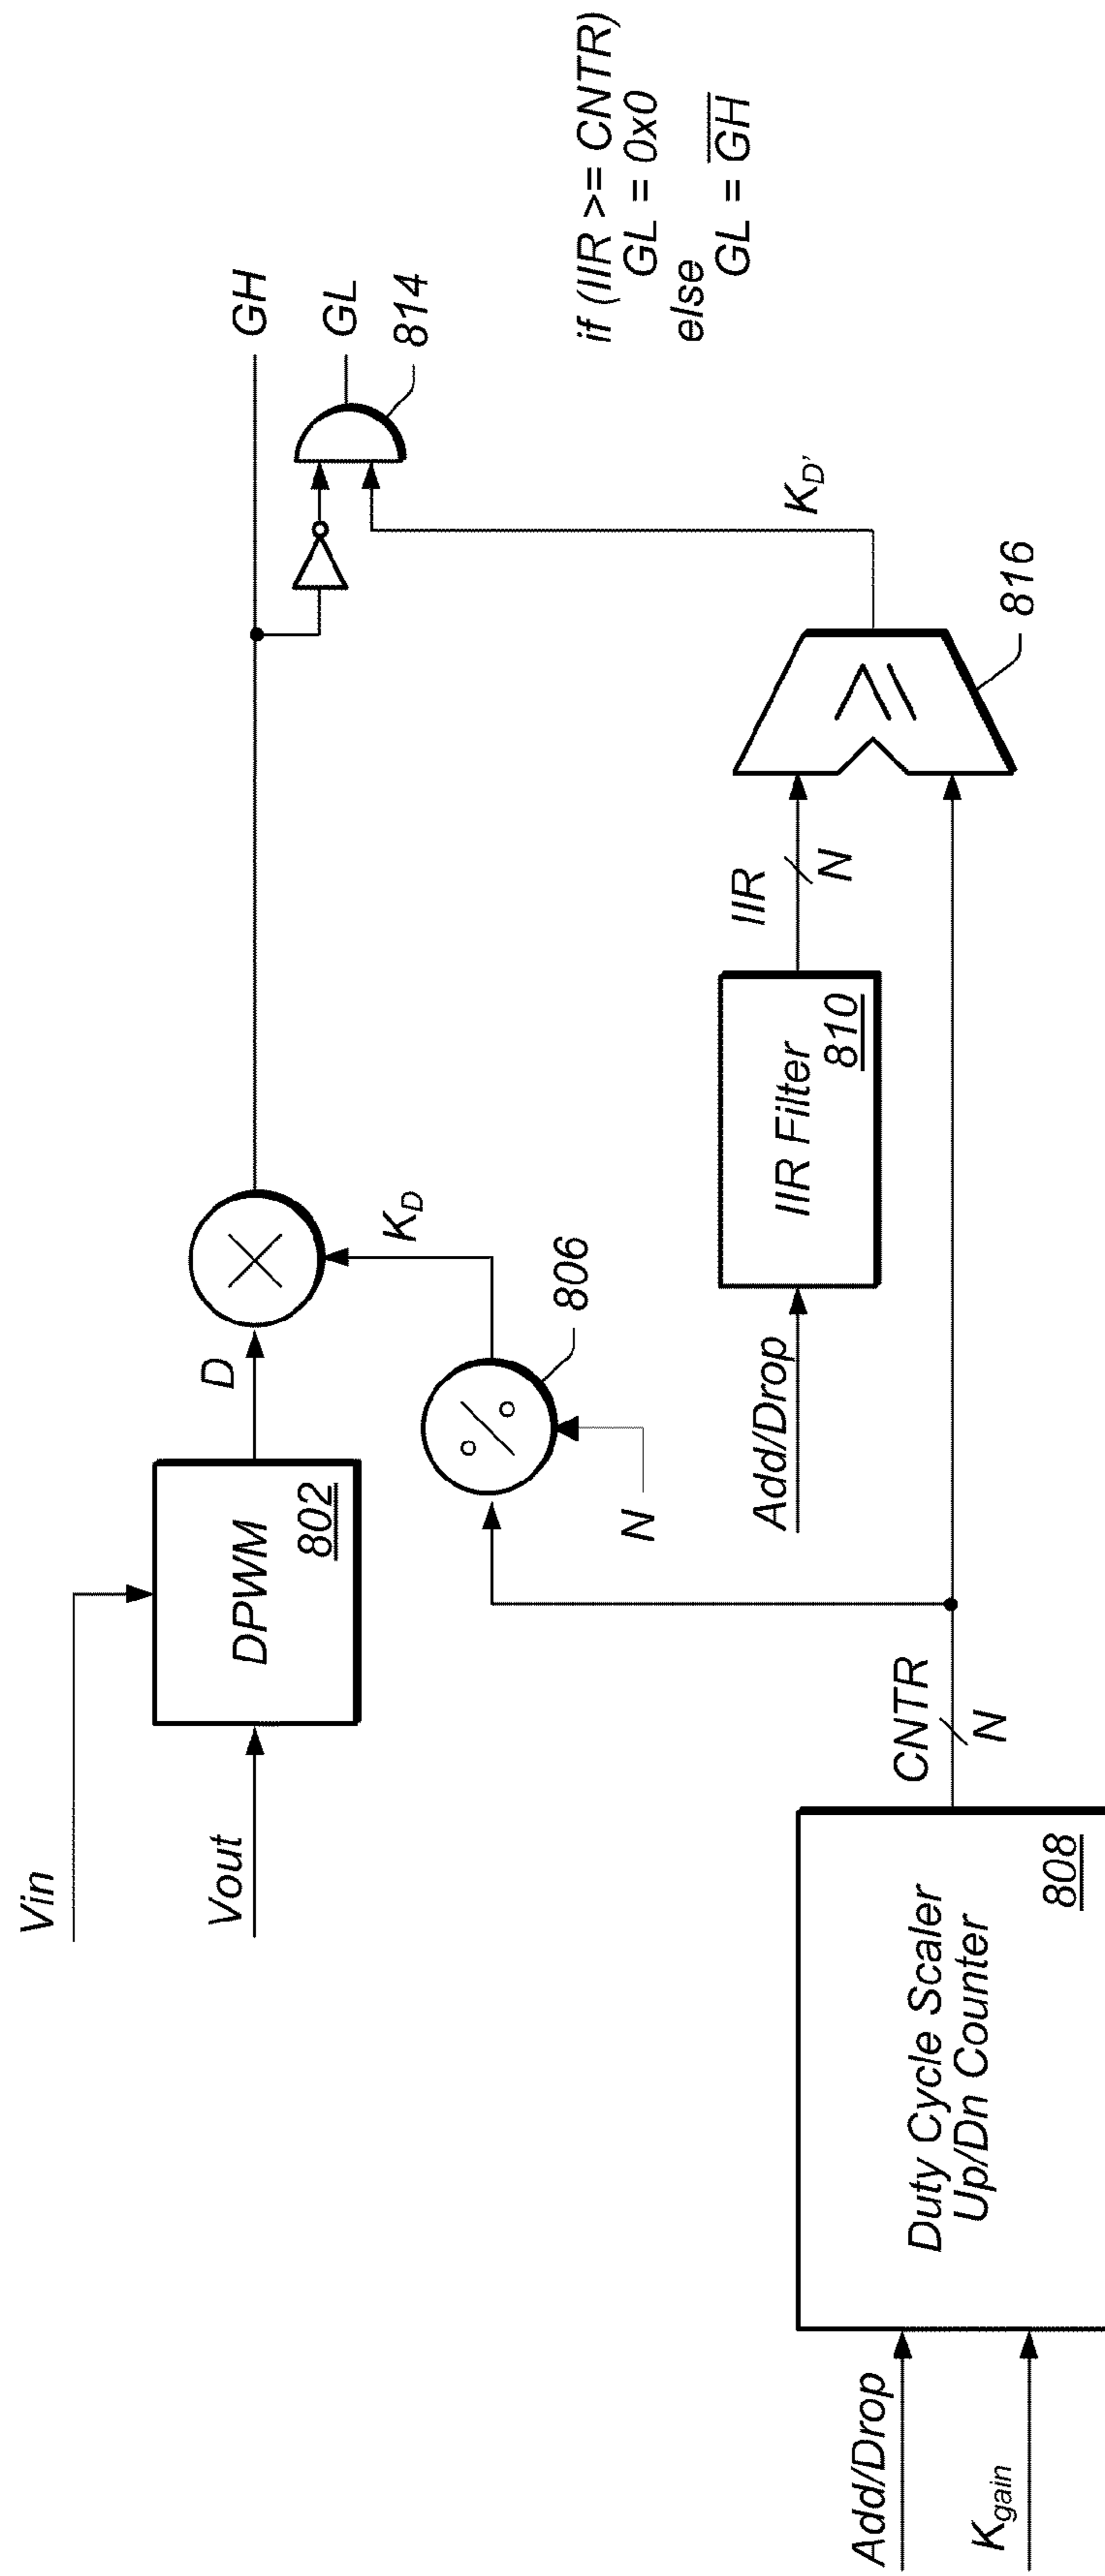 Vin
Vout
DPWM
802
D
GH
GL
814
K_D
806
N
if (IIR >= CNTR)
GL = 0x0
else
GL = G̅H̅
K_D'
Add/Drop
IIR Filter
810
IIR
N
≥
816
Add/Drop
K_gain
Duty Cycle Scaler
Up/Dn Counter
808
CNTR
N